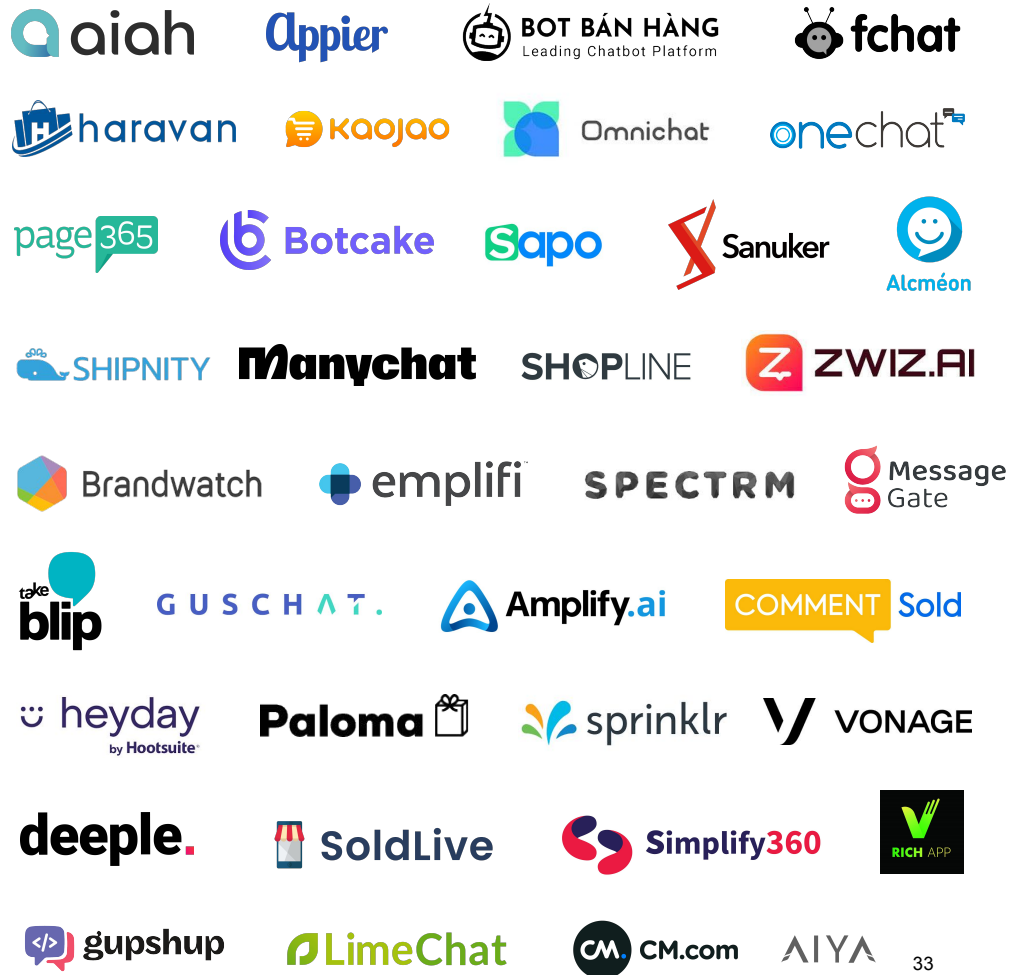 aiah
Appier
BOT BÁN HÀNG
Leading Chatbot Platform
fchat
haravan
KAOJAO
Omnichat
onechat
page365
Botcake
Sapo
Sanuker
Alcméon
SHIPNITY
Manychat
SHOPLINE
ZWIZ.AI
Brandwatch
emplifi
SPECTRM
Message
Gate
take
blip
GUSCHAT.
Amplify.ai
COMMENT Sold
heyday
by Hootsuite
Paloma
sprinklr
VONAGE
deeple.
SoldLive
Simplify360
RICH APP
gupshup
LimeChat
CM. CM.com
AIYA
33